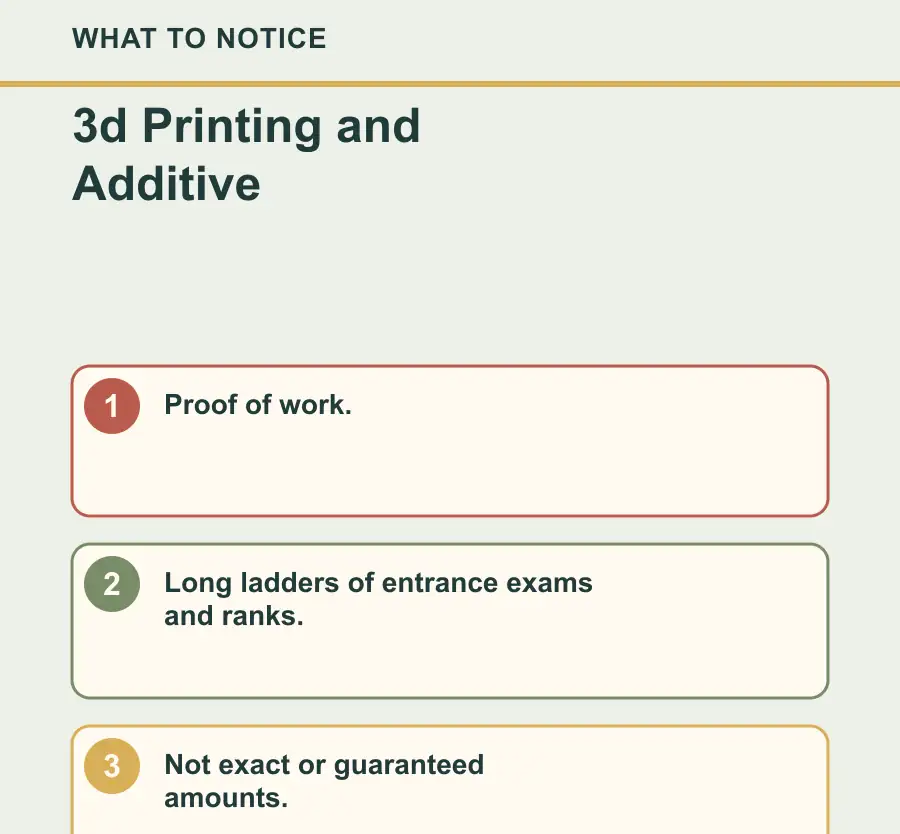 WHAT TO NOTICE
3d Printing and
Additive
1
Proof of work.
2
Long ladders of entrance exams
and ranks.
3
Not exact or guaranteed
amounts.